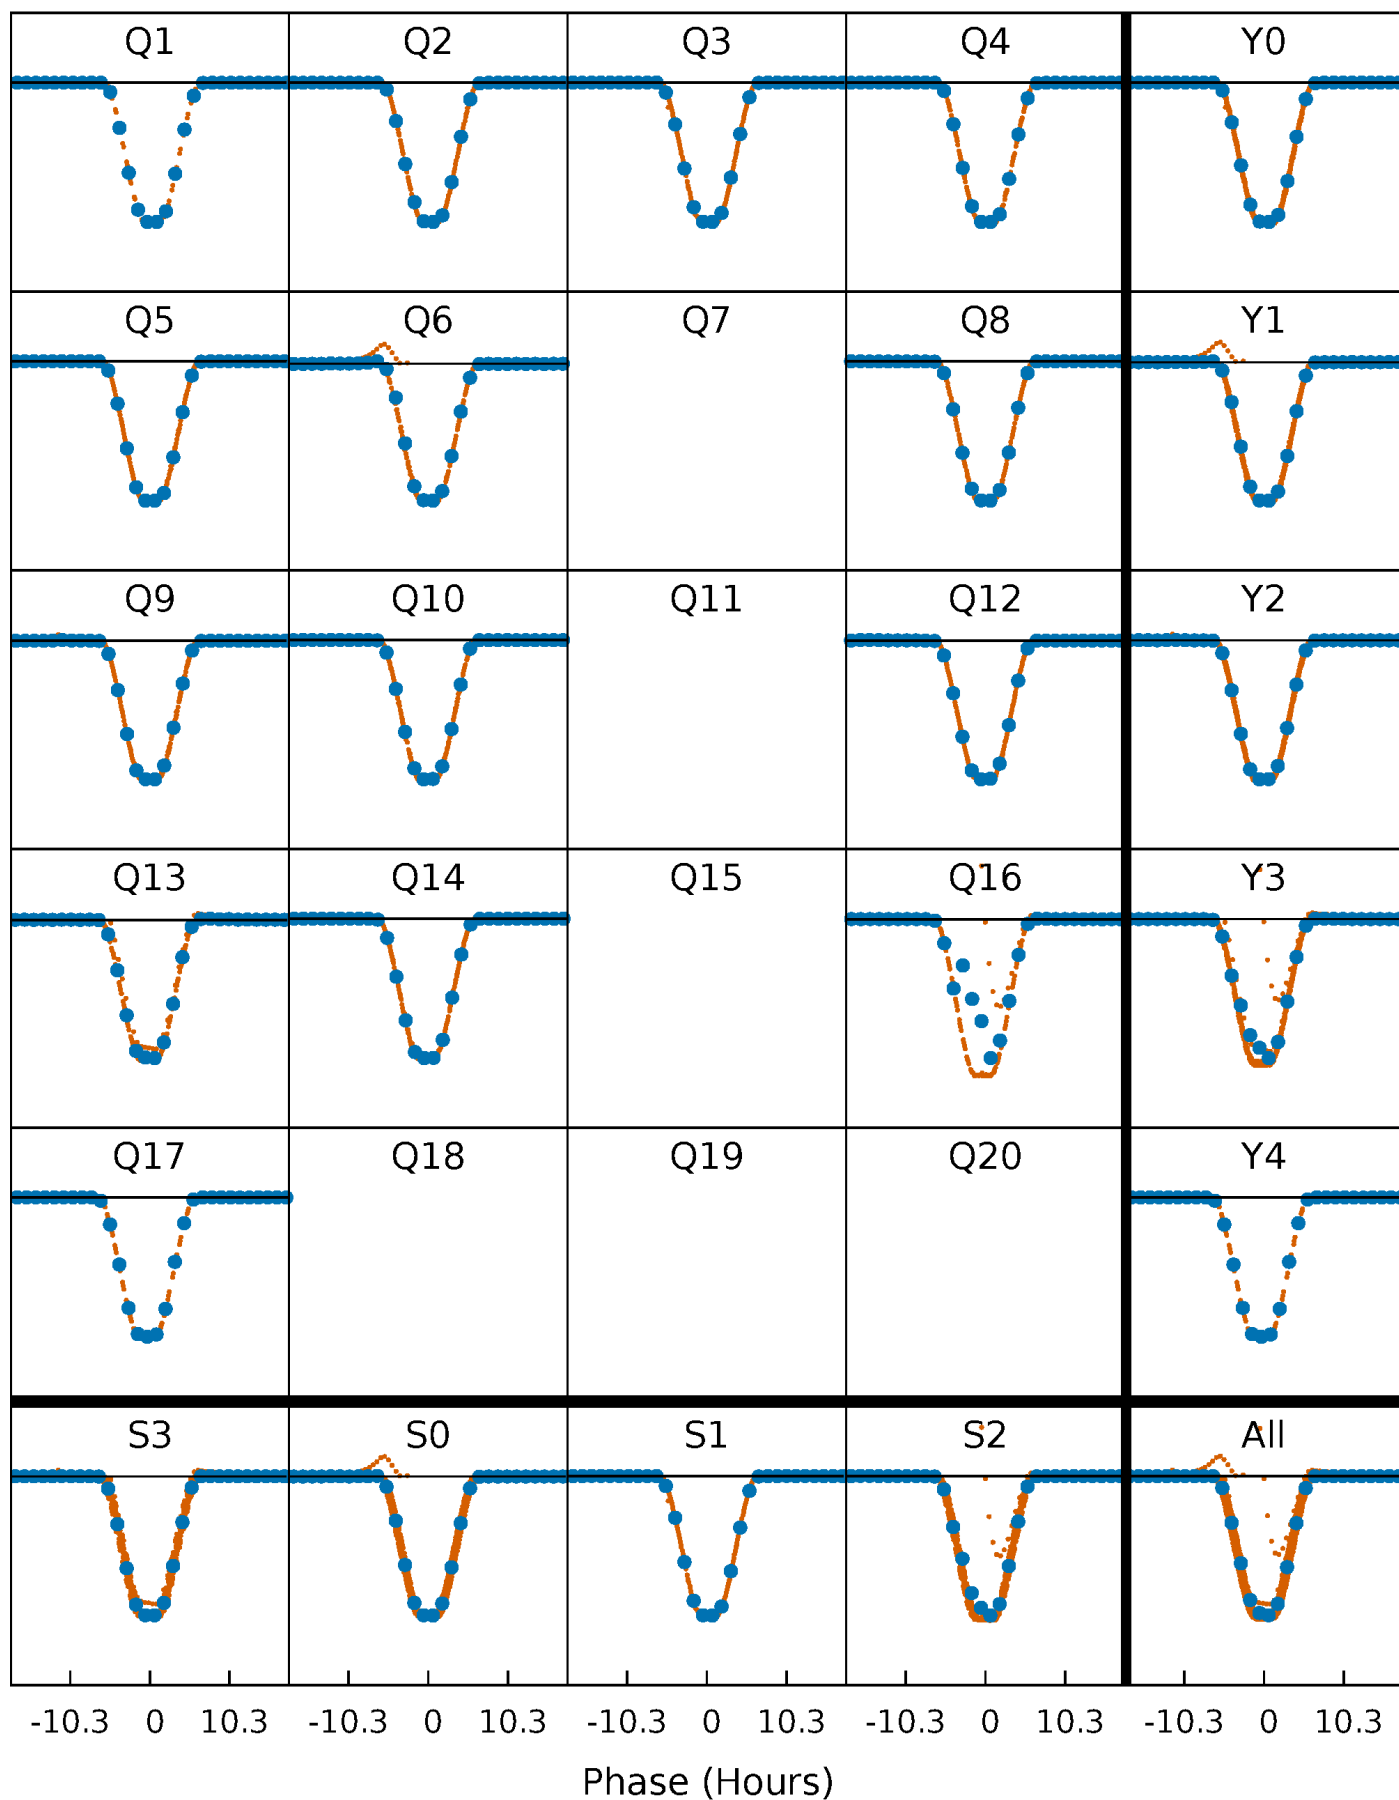 Q1 Q2 Q3 Q4 Y0
Q5 Q6 Q7 Q8 Y1
Q9 Q10 Q11 Q12 Y2
Q13 Q14 Q15 Q16 Y3
Q17 Q18 Q19 Q20 Y4
S3 S0 S1 S2 All
-10.3 0 10.3 -10.3 0 10.3 -10.3 0 10.3 -10.3 0 10.3 -10.3 0 10.3
Phase (Hours)